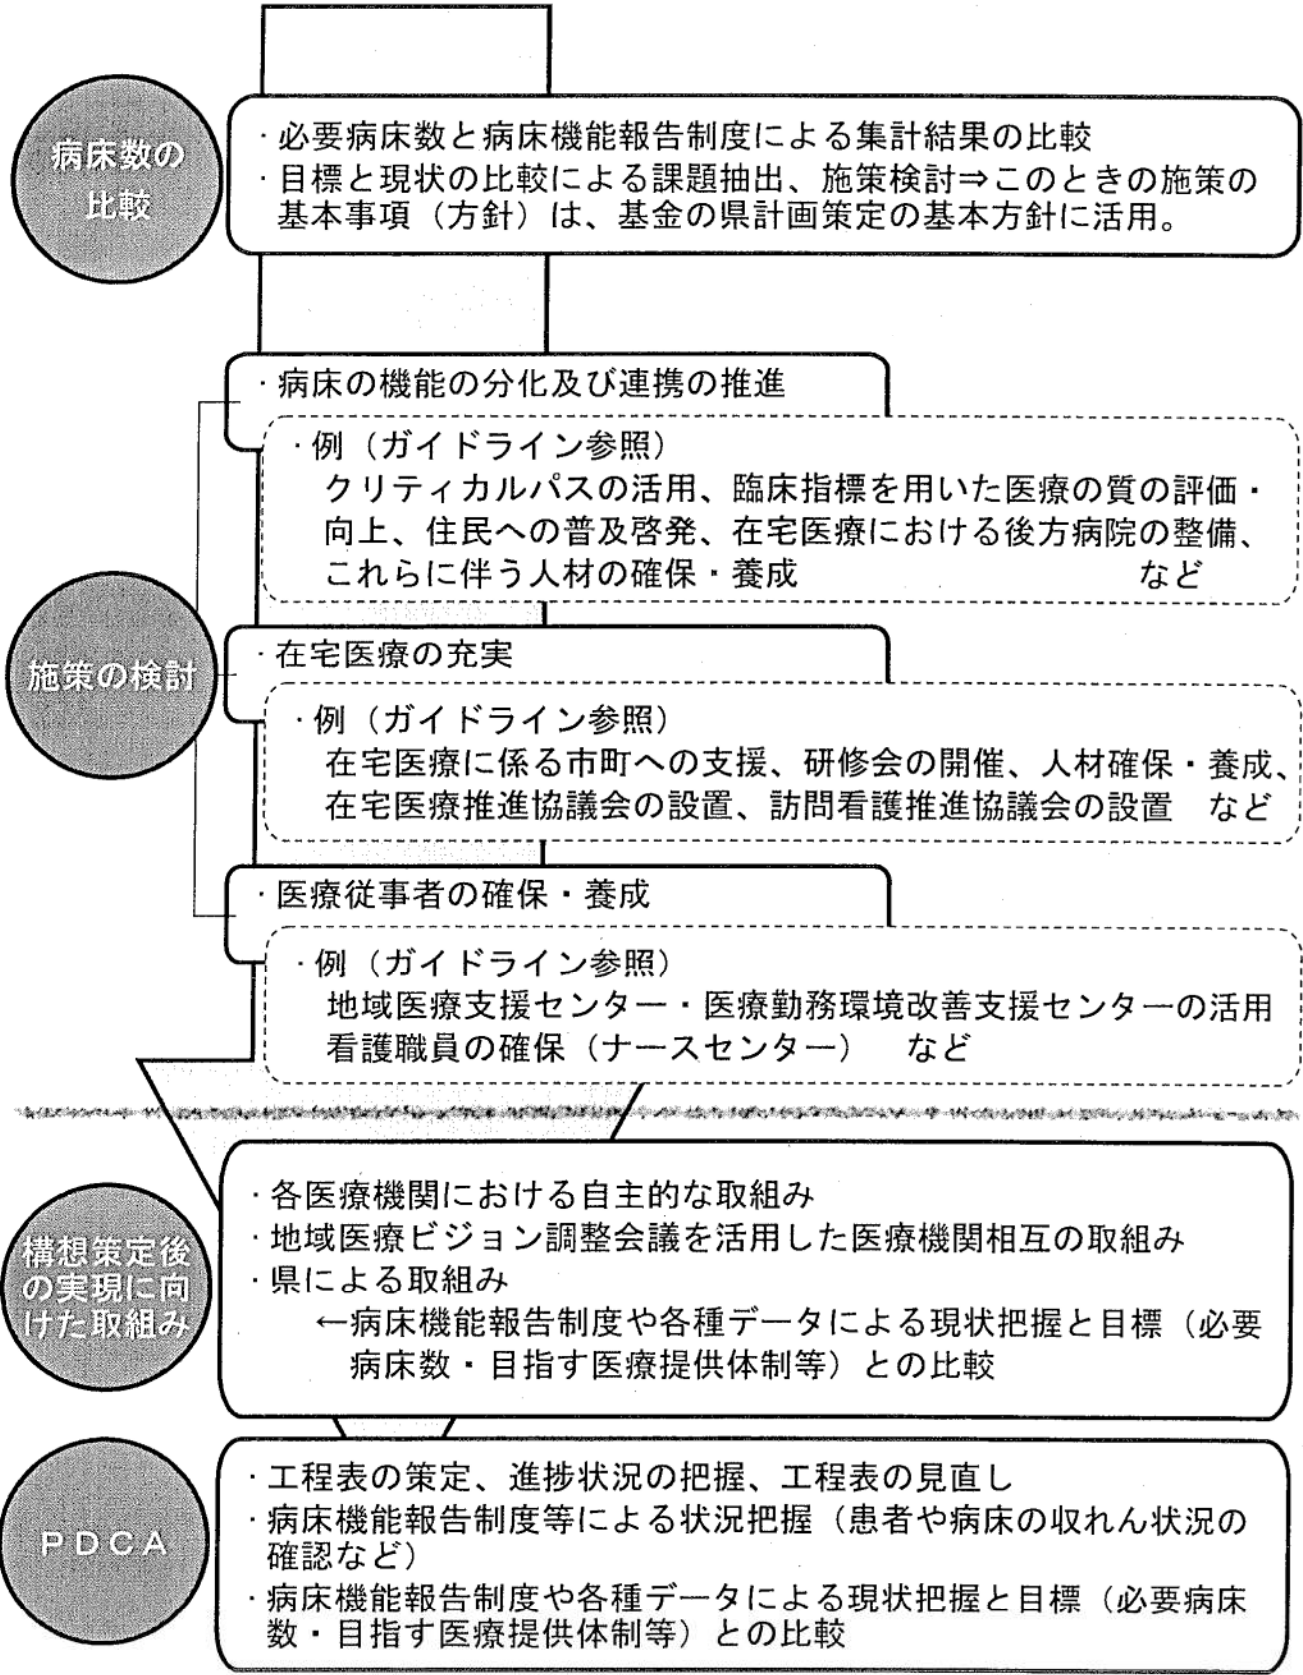 病床数の
比較
・必要病床数と病床機能報告制度による集計結果の比較
・目標と現状の比較による課題抽出、施策検討⇒このときの施策の
基本事項（方針）は、基金の県計画策定の基本方針に活用。
施策の検討
・病床の機能の分化及び連携の推進
・例（ガイドライン参照）
クリティカルパスの活用、臨床指標を用いた医療の質の評価・
向上、住民への普及啓発、在宅医療における後方病院の整備、
これらに伴う人材の確保・養成　など
・在宅医療の充実
・例（ガイドライン参照）
在宅医療に係る市町への支援、研修会の開催、人材確保・養成、
在宅医療推進協議会の設置、訪問看護推進協議会の設置　など
・医療従事者の確保・養成
・例（ガイドライン参照）
地域医療支援センター・医療勤務環境改善支援センターの活用
看護職員の確保（ナースセンター）　など
構想策定後
の実現に向
けた取組み
・各医療機関における自主的な取組み
・地域医療ビジョン調整会議を活用した医療機関相互の取組み
・県による取組み
←病床機能報告制度や各種データによる現状把握と目標（必要
病床数・目指す医療提供体制等）との比較
ＰＤＣＡ
・工程表の策定、進捗状況の把握、工程表の見直し
・病床機能報告制度等による状況把握（患者や病床の収れん状況の
確認など）
・病床機能報告制度や各種データによる現状把握と目標（必要病床
数・目指す医療提供体制等）との比較